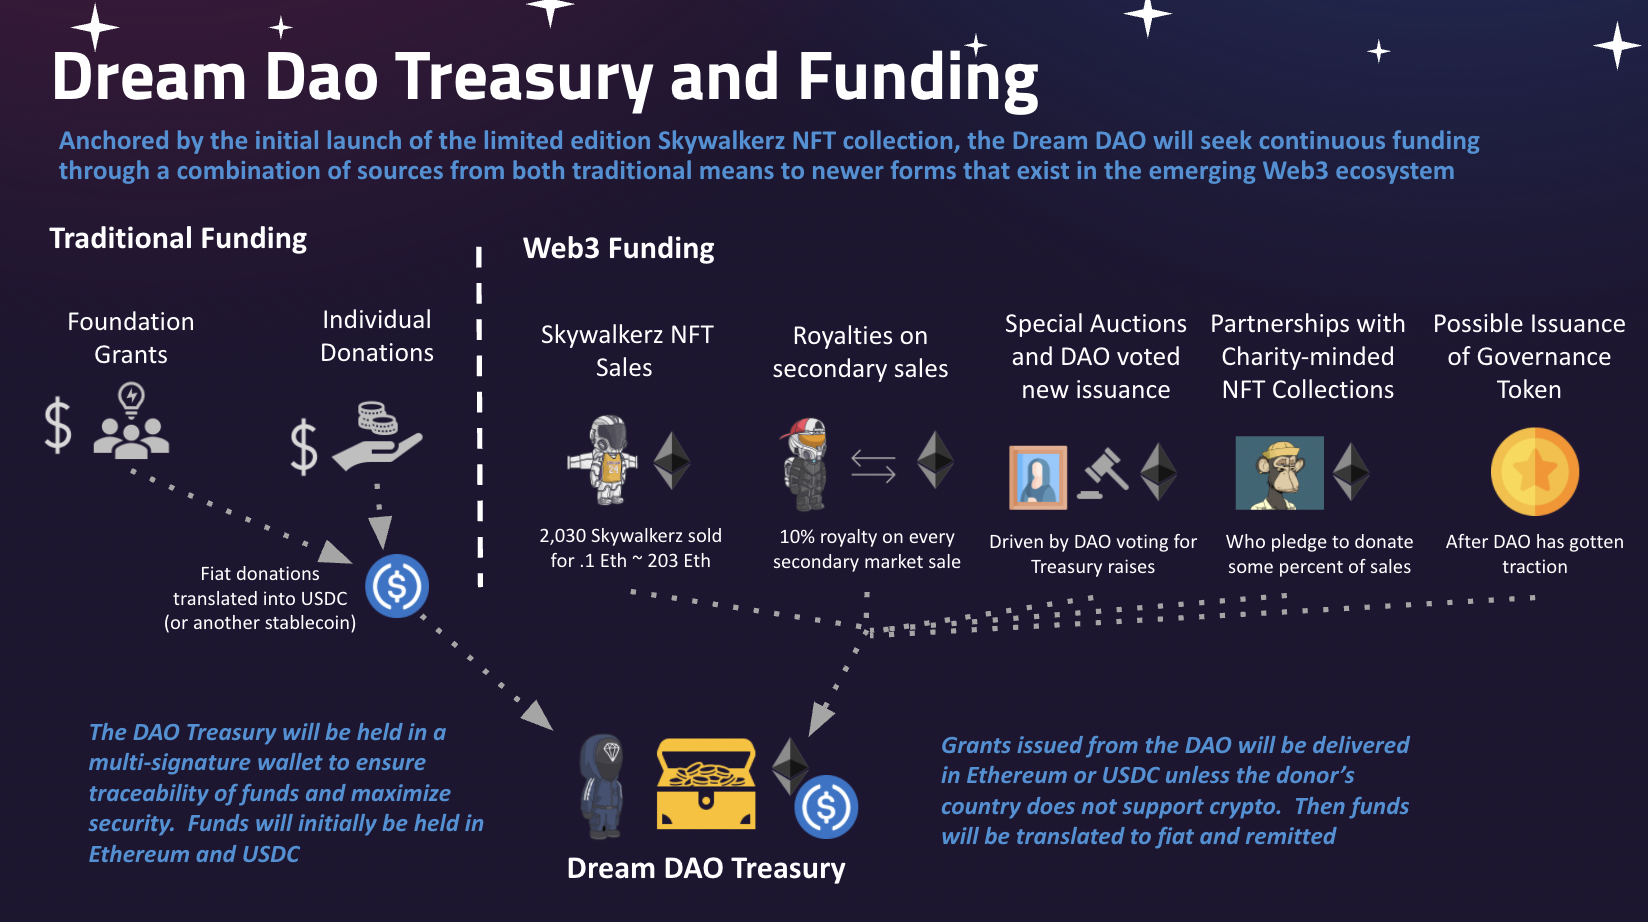 Dream Dao Treasury and Funding
Anchored by the initial launch of the limited edition Skywalkerz NFT collection, the Dream DAO will seek continuous funding
through a combination of sources from both traditional means to newer forms that exist in the emerging Web3 ecosystem
Traditional Funding
Foundation
Grants
$
Individual
Donations
$
Fiat donations
translated into USDC
(or another stablecoin)
$
Web3 Funding
Skywalkerz NFT
Sales
24
2,030 Skywalkerz sold
for .1 Eth ~ 203 Eth
Royalties on
secondary sales
10% royalty on every
secondary market sale
Special Auctions
and DAO voted
new issuance
Driven by DAO voting for
Treasury raises
Partnerships with
Charity-minded
NFT Collections
Who pledge to donate
some percent of sales
Possible Issuance
of Governance
Token
After DAO has gotten
traction
The DAO Treasury will be held in a
multi-signature wallet to ensure
traceability of funds and maximize
security.  Funds will initially be held in
Ethereum and USDC
$
Dream DAO Treasury
Grants issued from the DAO will be delivered
in Ethereum or USDC unless the donor's
country does not support crypto.  Then funds
will be translated to fiat and remitted